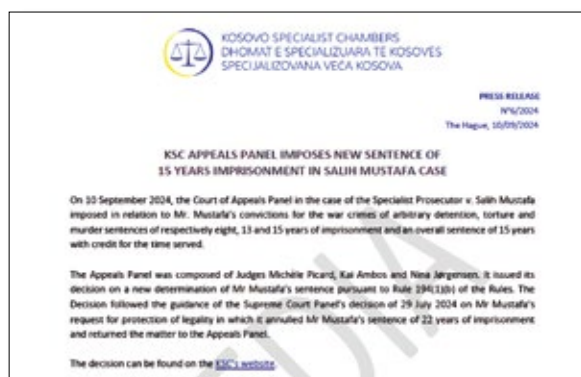 KOSOVO SPECIALIST CHAMBERS
DHOMAT E SPECIALIZUARA TË KOSOVËS
SPECIJALIZOVANA VEĆA KOSOVA
PRESS RELEASE
N°6/2024
The Hague, 10/09/2024
KSC APPEALS PANEL IMPOSES NEW SENTENCE OF
15 YEARS IMPRISONMENT IN SALIH MUSTAFA CASE
On 10 September 2024, the Court of Appeals Panel in the case of the Specialist Prosecutor v. Salih Mustafa
imposed in relation to Mr. Mustafa's convictions for the war crimes of arbitrary detention, torture and
murder sentences of respectively eight, 13 and 15 years of imprisonment and an overall sentence of 15 years
with credit for the time served.
The Appeals Panel was composed of Judges Michèle Picard, Kai Ambos and Nina Jørgensen. It issued its
decision on a new determination of Mr Mustafa's sentence pursuant to Rule 194(1)(b) of the Rules. The
Decision followed the guidance of the Supreme Court Panel's decision of 29 July 2024 on Mr Mustafa's
request for protection of legality in which it annulled Mr Mustafa's sentence of 22 years of imprisonment
and returned the matter to the Appeals Panel.
The decision can be found on the KSC's website.